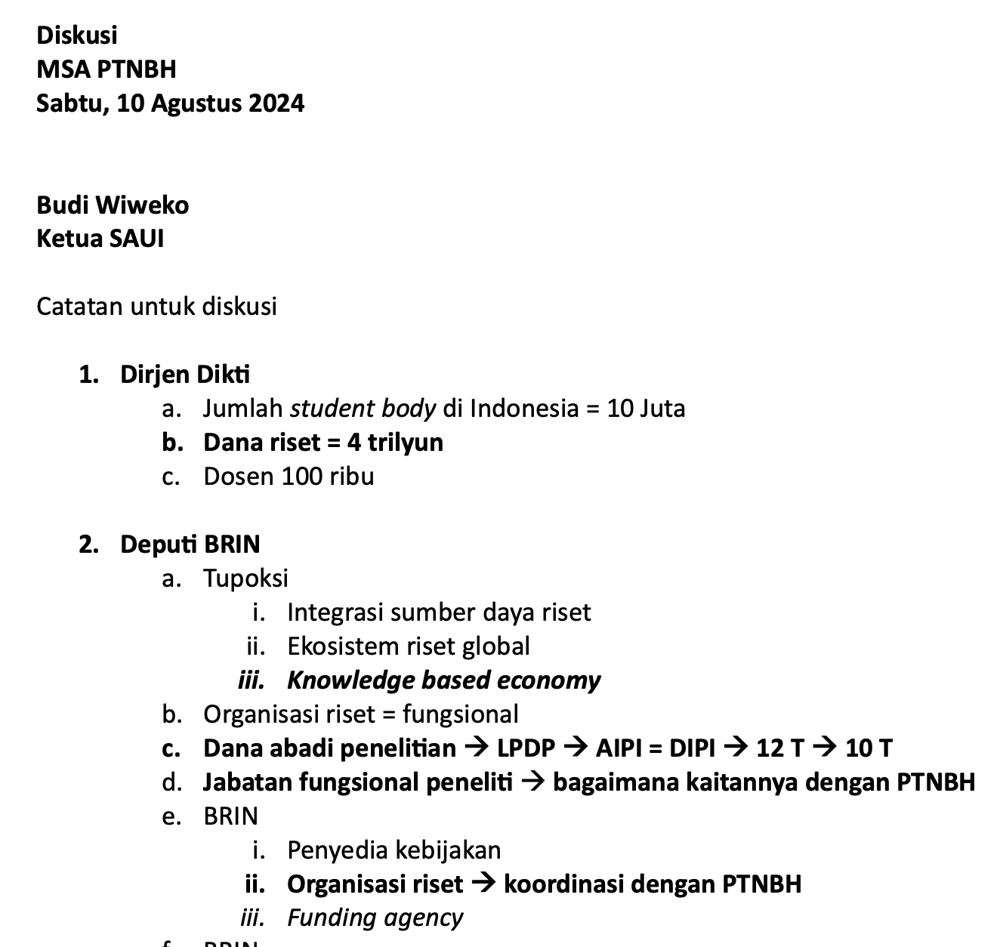 Diskusi
MSA PTNBH
Sabtu, 10 Agustus 2024
Budi Wiweko
Ketua SAUI
Catatan untuk diskusi
1. Dirjen Dikti
a. Jumlah student body di Indonesia = 10 Juta
b. Dana riset = 4 trilyun
c. Dosen 100 ribu
2. Deputi BRIN
a. Tupoksi
i. Integrasi sumber daya riset
ii. Ekosistem riset global
iii. Knowledge based economy
b. Organisasi riset = fungsional
c. Dana abadi penelitian → LPDP → AIPI = DIPI → 12 T → 10 T
d. Jabatan fungsional peneliti → bagaimana kaitannya dengan PTNBH
e. BRIN
i. Penyedia kebijakan
ii. Organisasi riset → koordinasi dengan PTNBH
iii. Funding agency
f. BRIN